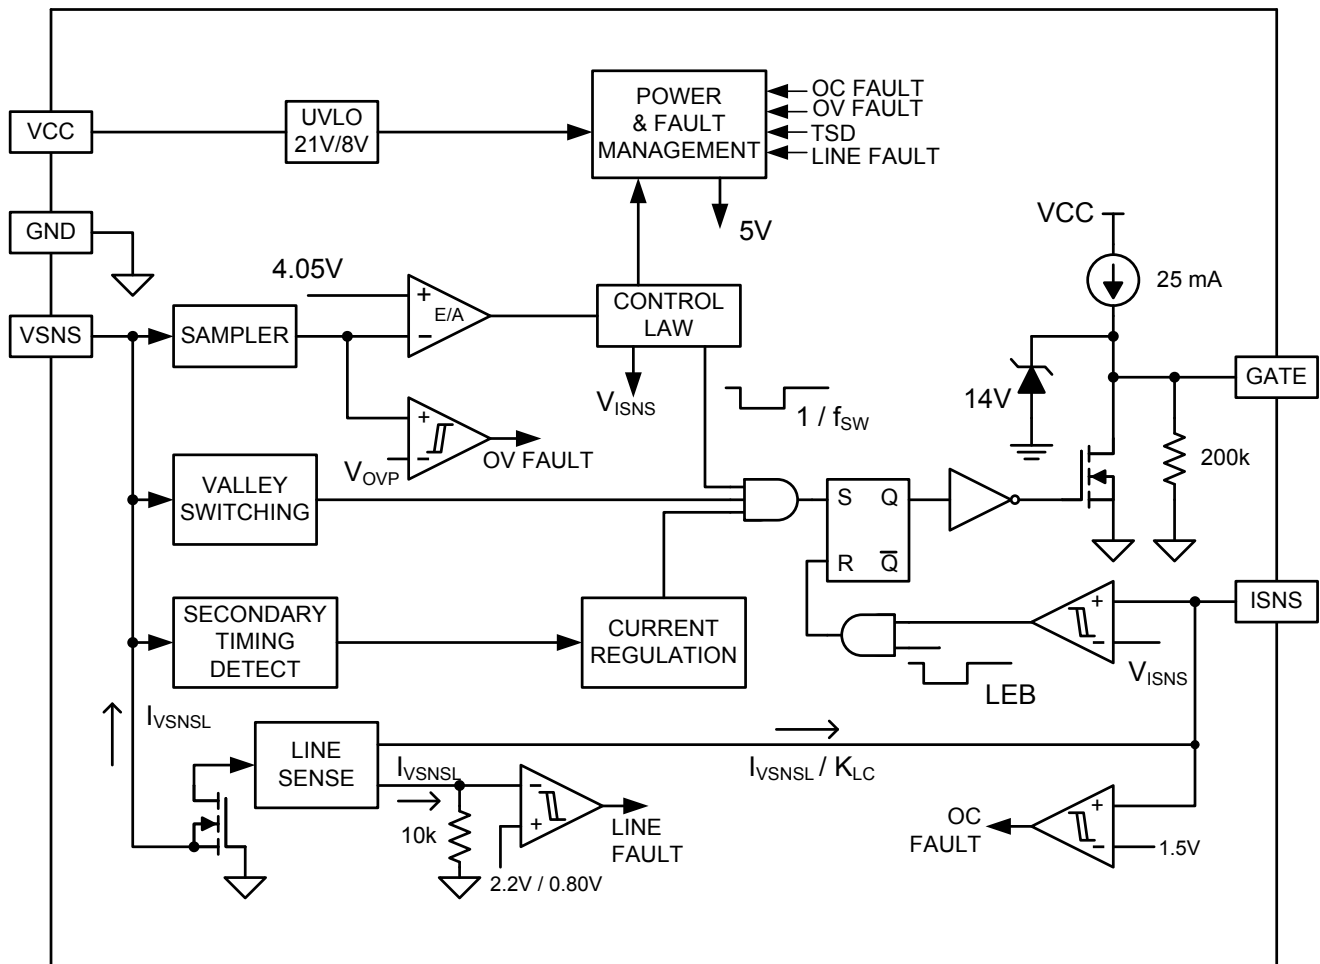 VCC
UVLO
21V/8V
POWER
& FAULT
MANAGEMENT
OC FAULT
OV FAULT
TSD
LINE FAULT
GND
5V
VCC
4.05V
25 mA
VSNS
SAMPLER
+
E/A
−
CONTROL
LAW
GATE
VISNS
1 / fSW
14V
+
−
VOVP
OV FAULT
200k
VALLEY
SWITCHING
S
Q
R
Q
ISNS
SECONDARY
TIMING
DETECT
CURRENT
REGULATION
+
−
VISNS
LEB
IVSNSL
LINE
SENSE
IVSNSL
IVSNSL / KLC
−
+
10k
LINE
FAULT
2.2V / 0.80V
OC
FAULT
+
−
1.5V